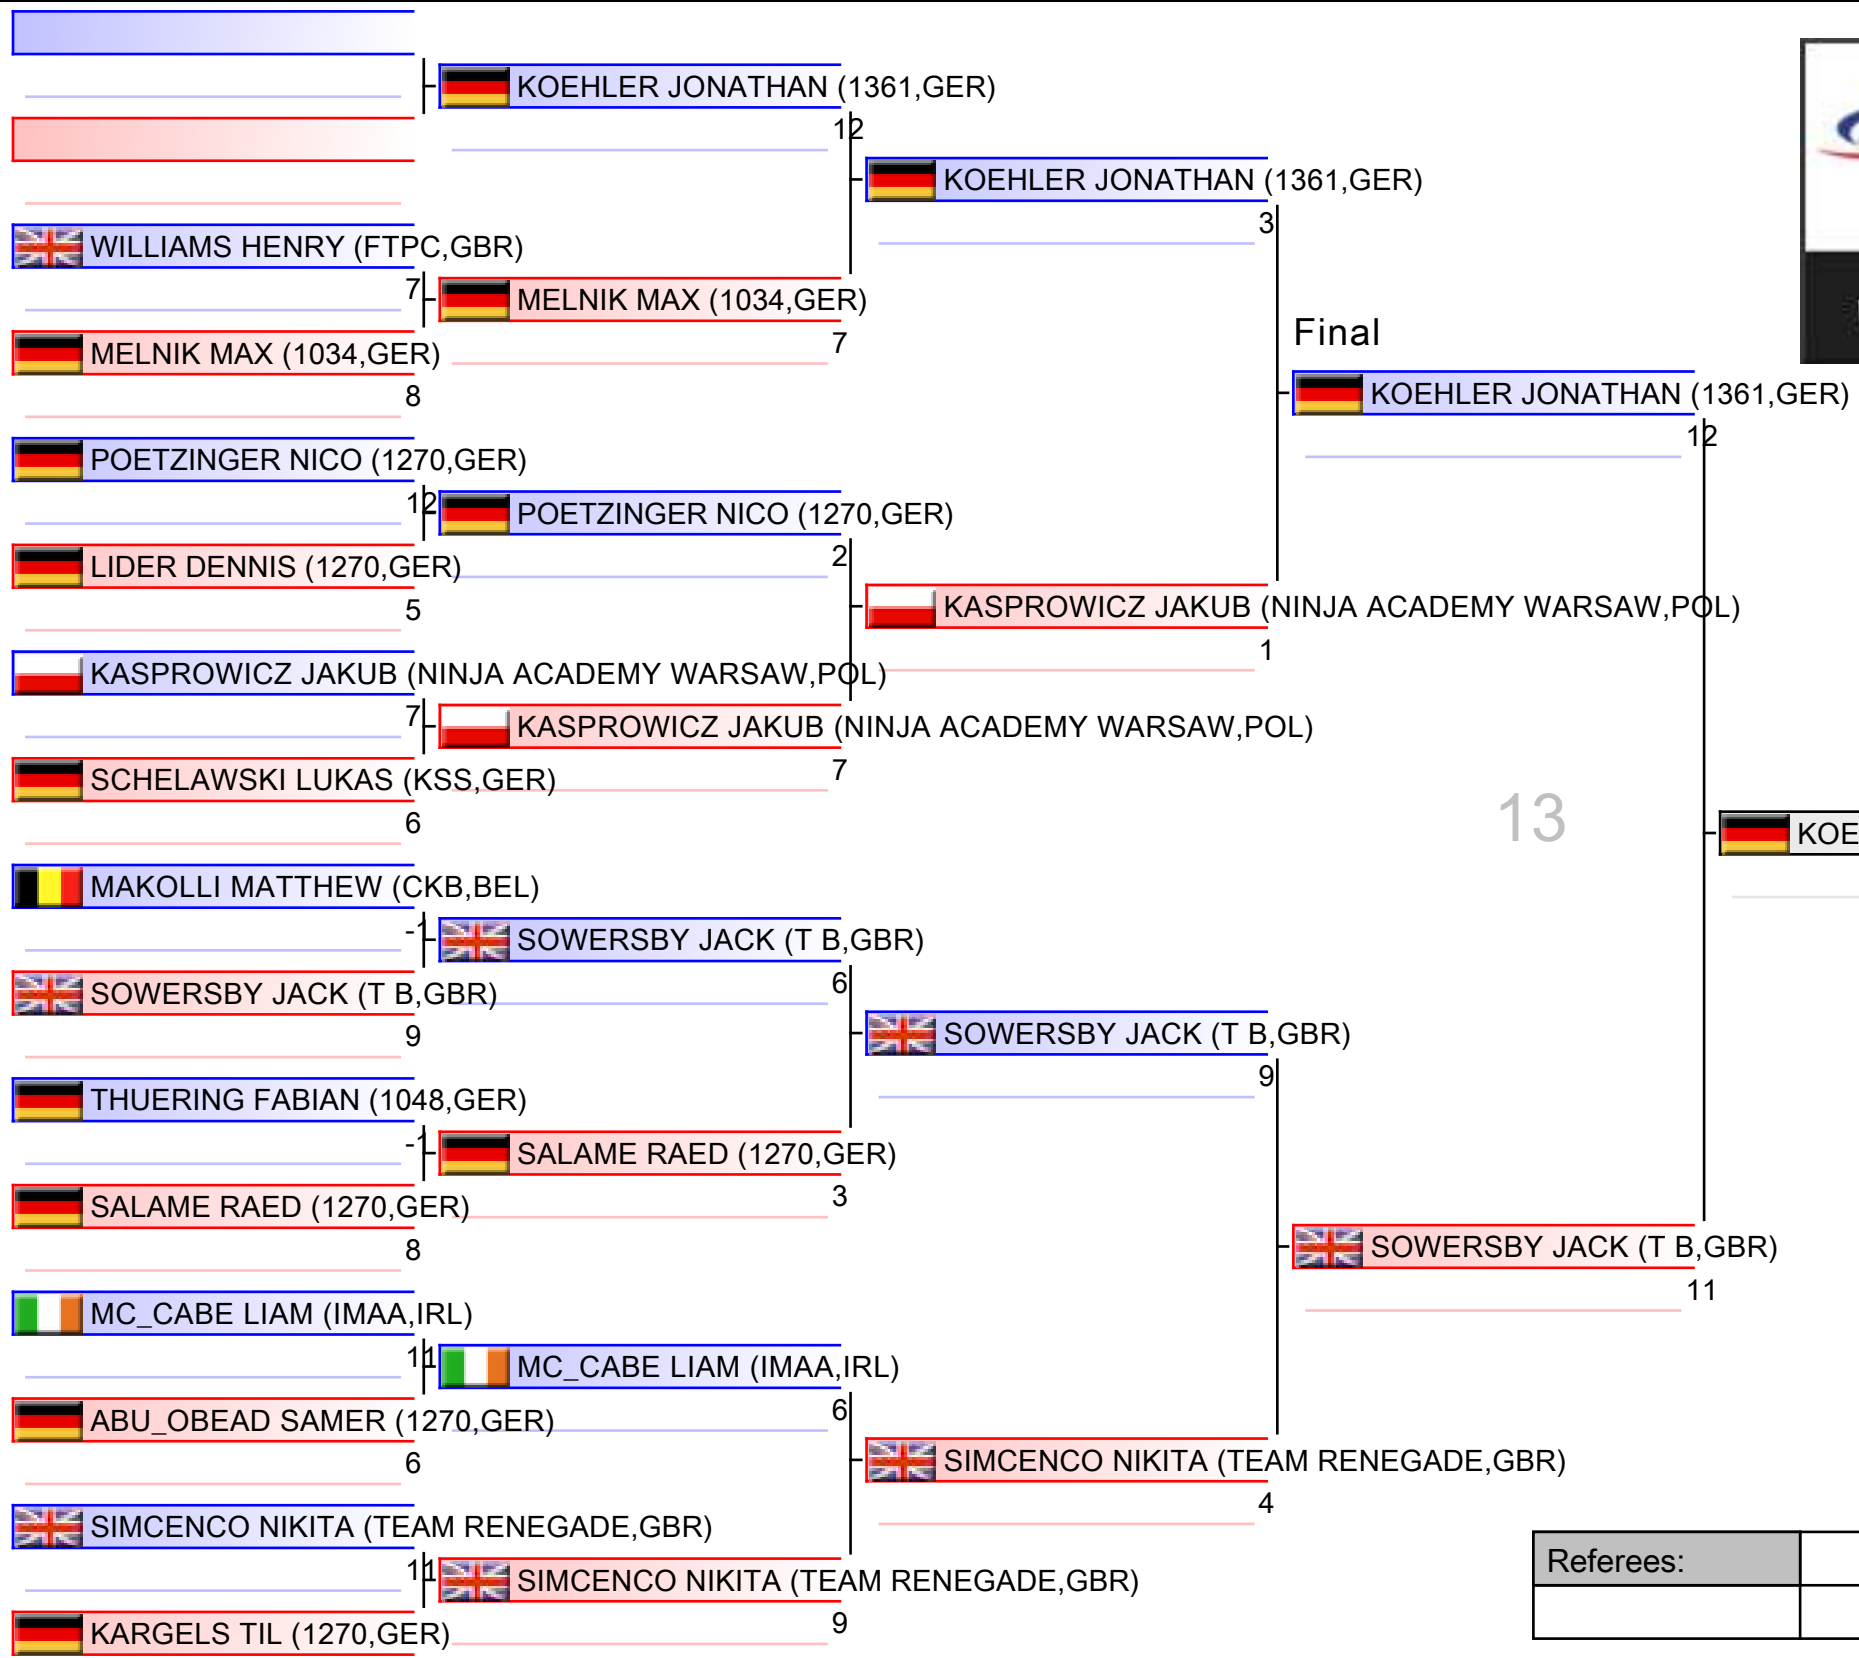 KOEHLER JONATHAN (1361,GER)
12
KOEHLER JONATHAN (1361,GER)
3
WILLIAMS HENRY (FTPC,GBR)
7
MELNIK MAX (1034,GER)
7
MELNIK MAX (1034,GER)
8
Final
KOEHLER JONATHAN (1361,GER)
12
POETZINGER NICO (1270,GER)
12
POETZINGER NICO (1270,GER)
2
LIDER DENNIS (1270,GER)
5
KASPROWICZ JAKUB (NINJA ACADEMY WARSAW,POL)
1
KASPROWICZ JAKUB (NINJA ACADEMY WARSAW,POL)
7
KASPROWICZ JAKUB (NINJA ACADEMY WARSAW,POL)
7
SCHELAWSKI LUKAS (KSS,GER)
6
13
KOE
MAKOLLI MATTHEW (CKB,BEL)
-1
SOWERSBY JACK (T B,GBR)
6
SOWERSBY JACK (T B,GBR)
9
SOWERSBY JACK (T B,GBR)
9
THUERING FABIAN (1048,GER)
-1
SALAME RAED (1270,GER)
3
SALAME RAED (1270,GER)
8
SOWERSBY JACK (T B,GBR)
11
MC_CABE LIAM (IMAA,IRL)
11
MC_CABE LIAM (IMAA,IRL)
6
ABU_OBEAD SAMER (1270,GER)
6
SIMCENCO NIKITA (TEAM RENEGADE,GBR)
4
SIMCENCO NIKITA (TEAM RENEGADE,GBR)
11
SIMCENCO NIKITA (TEAM RENEGADE,GBR)
9
KARGELS TIL (1270,GER)
Referees: